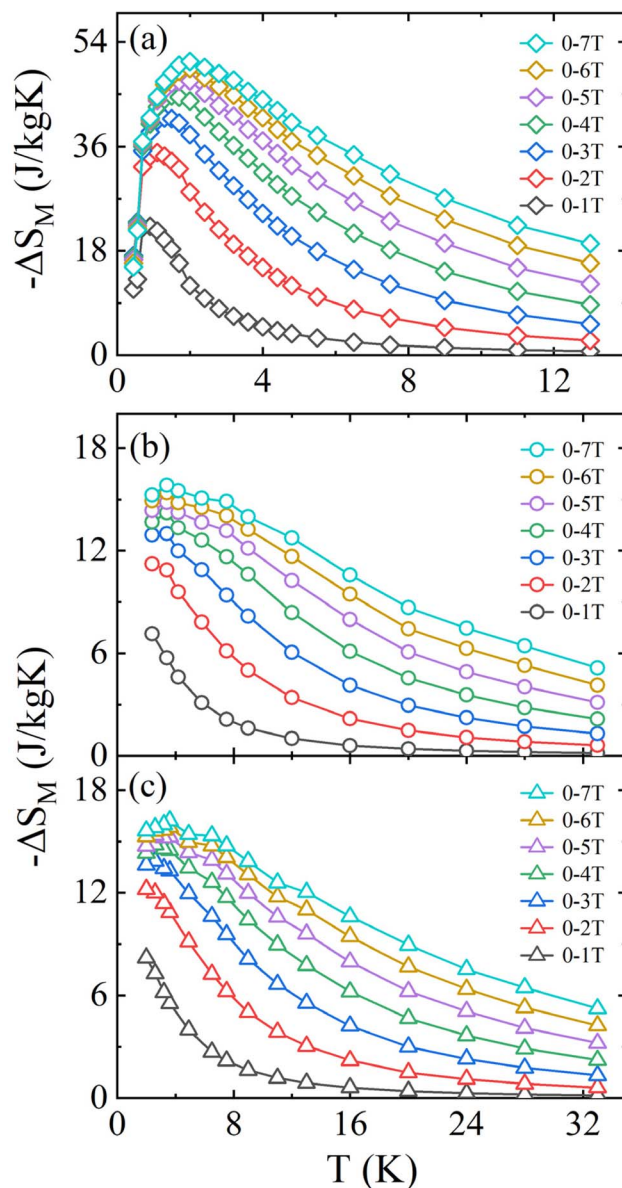 (a)
54
36
18
0
-ΔS_M (J/kgK)
0-7T
0-6T
0-5T
0-4T
0-3T
0-2T
0-1T
0 4 8 12
(b)
18
12
6
0
0-7T
0-6T
0-5T
0-4T
0-3T
0-2T
0-1T
-ΔS_M (J/kgK)
(c)
18
12
6
0
0-7T
0-6T
0-5T
0-4T
0-3T
0-2T
0-1T
0 8 16 24 32
T (K)